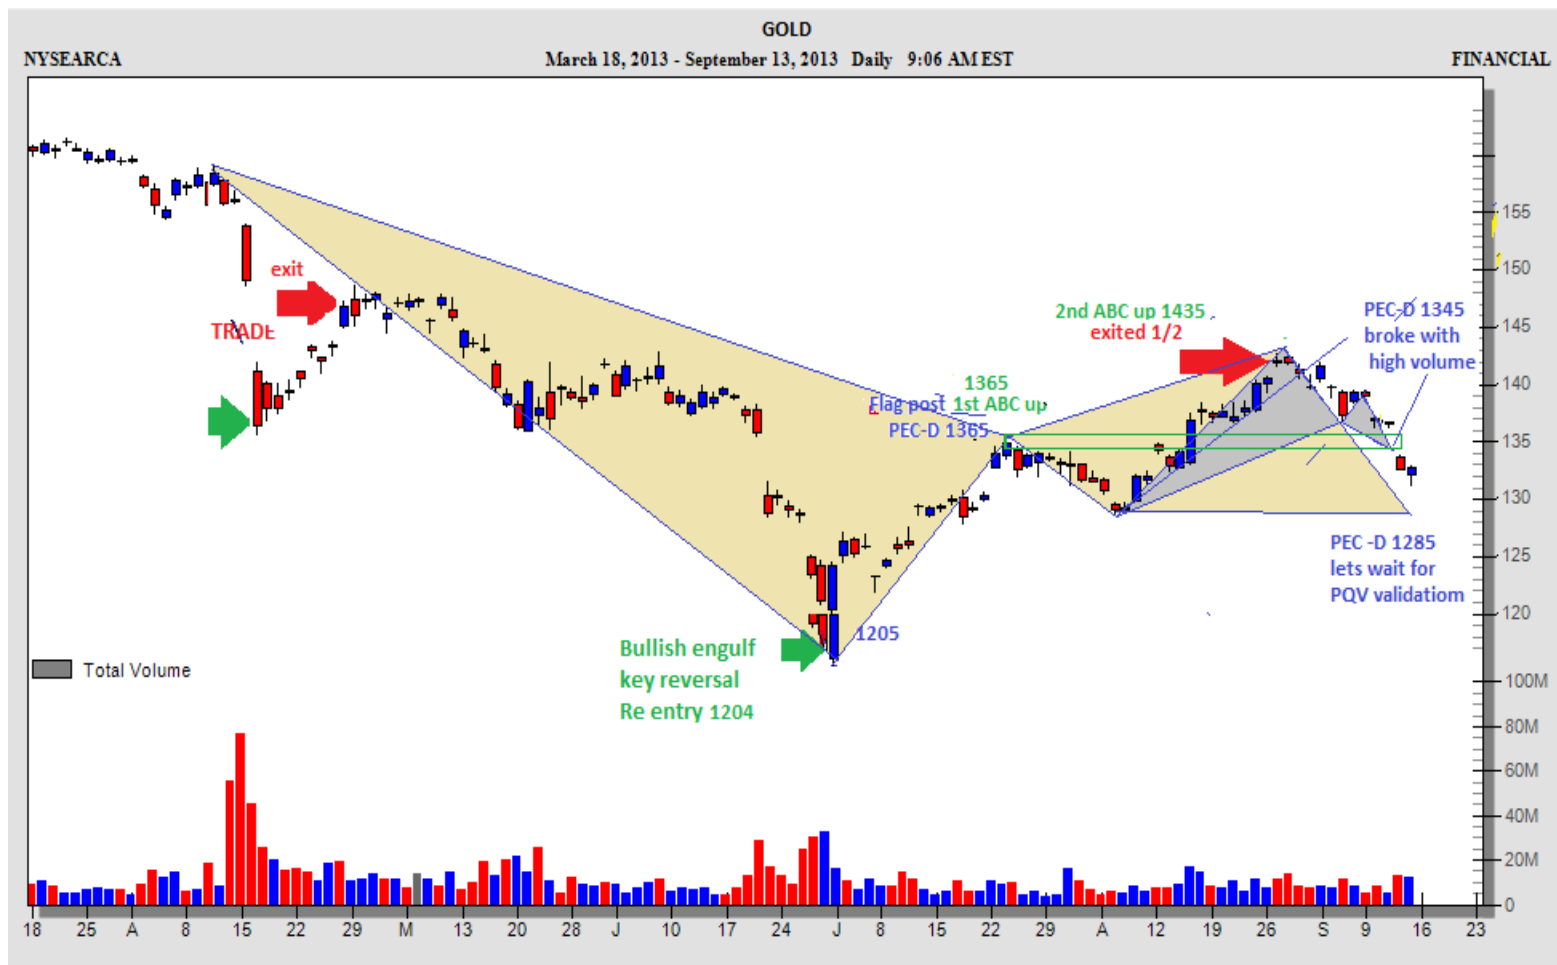 GOLD
NYSEARCA
March 18, 2013 - September 13, 2013 Daily 9:06 AM EST
FINANCIAL
155
150
145
140
135
130
125
120
exit
TRADE
2nd ABC up 1435
exited 1/2
PEC-D 1345
broke with
high volume
1365
Flag post 1st ABC up
PEC-D 1365
PEC -D 1285
lets wait for
PQV validatiom
1205
Bullish engulf
key reversal
Re entry 1204
Total Volume
100M
80M
60M
40M
20M
0
18 25 A 8 15 22 29 M 13 20 28 J 10 17 24 J 8 15 22 29 A 12 19 26 S 9 16 23